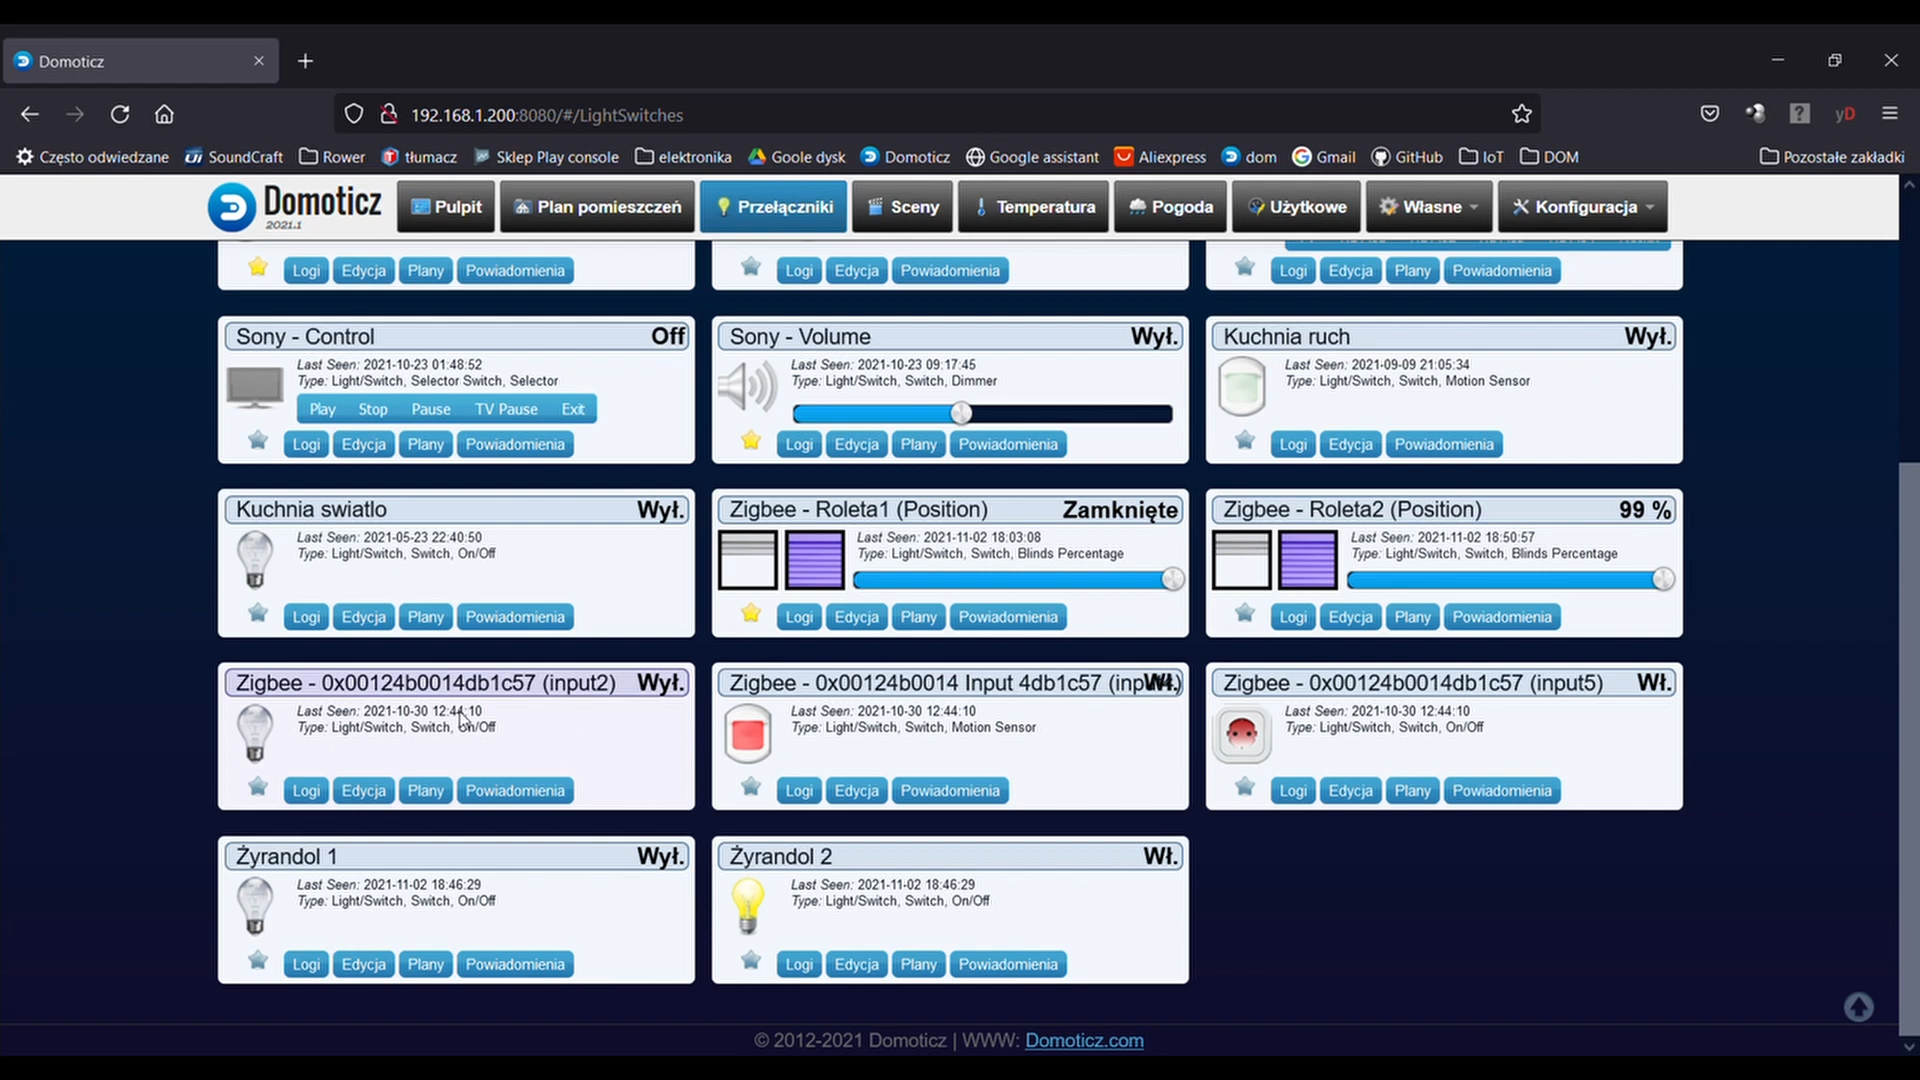 Domoticz
192.168.1.200:8080/#/LightSwitches
yD
Często odwiedzane SoundCraft Rower tłumacz Sklep Play console elektronika Goole dysk Domoticz Google assistant Aliexpress dom Gmail GitHub IoT DOM Pozostałe zakładki
Domoticz
2021.1
Pulpit Plan pomieszczeń Przełączniki Sceny Temperatura Pogoda Użytkowe Własne Konfiguracja
Logi Edycja Plany Powiadomienia
Logi Edycja Powiadomienia
Logi Edycja Plany Powiadomienia
Sony - Control Off
Last Seen: 2021-10-23 01:48:52
Type: Light/Switch, Selector Switch, Selector
Play Stop Pause TV Pause Exit
Logi Edycja Plany Powiadomienia
Sony - Volume Wył.
Last Seen: 2021-10-23 09:17:45
Type: Light/Switch, Switch, Dimmer
Logi Edycja Plany Powiadomienia
Kuchnia ruch Wył.
Last Seen: 2021-09-09 21:05:34
Type: Light/Switch, Switch, Motion Sensor
Logi Edycja Powiadomienia
Kuchnia swiatlo Wył.
Last Seen: 2021-05-23 22:40:50
Type: Light/Switch, Switch, On/Off
Logi Edycja Plany Powiadomienia
Zigbee - Roleta1 (Position) Zamknięte
Last Seen: 2021-11-02 18:03:08
Type: Light/Switch, Switch, Blinds Percentage
Logi Edycja Plany Powiadomienia
Zigbee - Roleta2 (Position) 99 %
Last Seen: 2021-11-02 18:50:57
Type: Light/Switch, Switch, Blinds Percentage
Logi Edycja Plany Powiadomienia
Zigbee - 0x00124b0014db1c57 (input2) Wył.
Last Seen: 2021-10-30 12:44:10
Type: Light/Switch, Switch, On/Off
Logi Edycja Plany Powiadomienia
Zigbee - 0x00124b0014 Input 4db1c57 Wł.
Last Seen: 2021-10-30 12:44:10
Type: Light/Switch, Switch, Motion Sensor
Logi Edycja Powiadomienia
Zigbee - 0x00124b0014db1c57 (input5) Wł.
Last Seen: 2021-10-30 12:44:10
Type: Light/Switch, Switch, On/Off
Logi Edycja Plany Powiadomienia
Żyrandol 1 Wył.
Last Seen: 2021-11-02 18:46:29
Type: Light/Switch, Switch, On/Off
Logi Edycja Plany Powiadomienia
Żyrandol 2 Wł.
Last Seen: 2021-11-02 18:46:29
Type: Light/Switch, Switch, On/Off
Logi Edycja Plany Powiadomienia
© 2012-2021 Domoticz | WWW: Domoticz.com